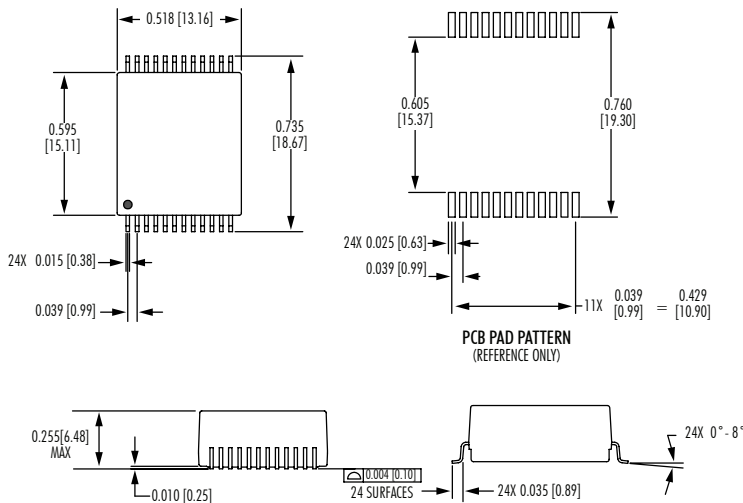 0.518 [13.16]
0.595
[15.11]
0.735
[18.67]
24X 0.015 [0.38]
0.039 [0.99]
0.605
[15.37]
0.760
[19.30]
24X 0.025 [0.63]
0.039 [0.99]
11X 0.039 [0.99] = 0.429 [10.90]
PCB PAD PATTERN
(REFERENCE ONLY)
0.255[6.48]
MAX
0.010 [0.25]
0.004 [0.10]
24 SURFACES
24X 0.035 [0.89]
24X 0°- 8°